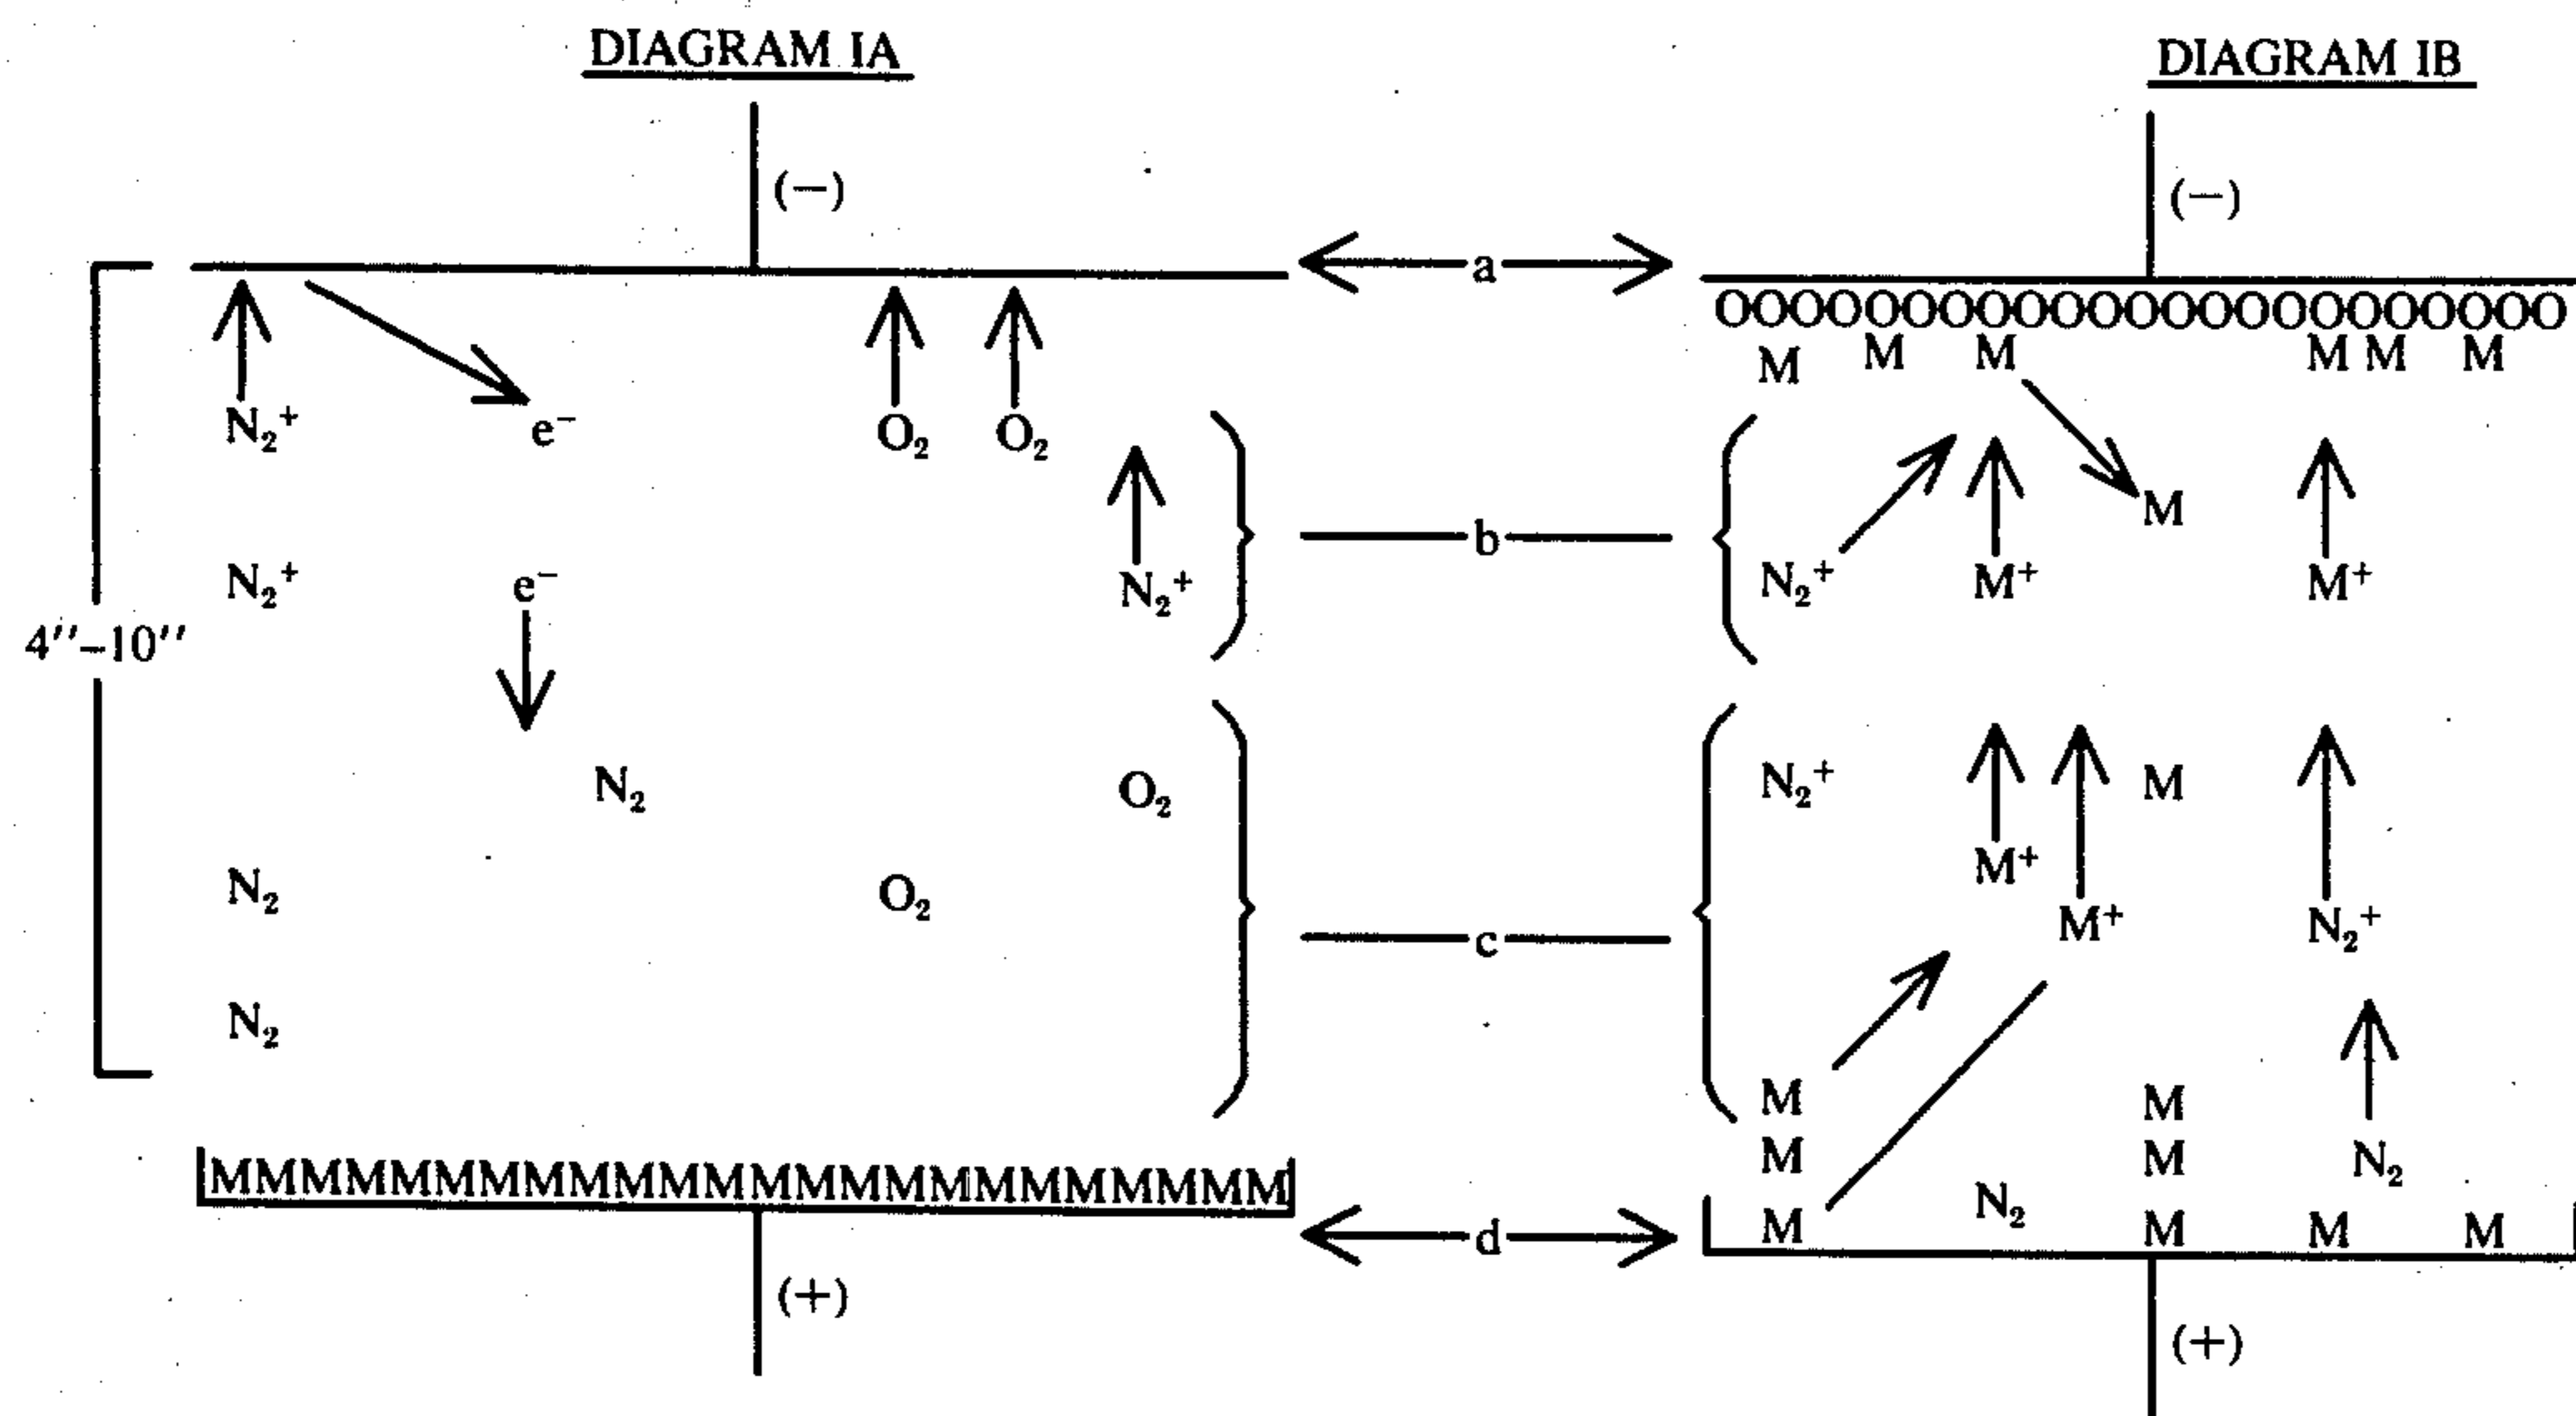 DIAGRAM IA
(−)
N₂⁺ e⁻ O₂ O₂
N₂⁺ e⁻ N₂⁺
4″–10″
N₂ O₂
N₂ O₂
N₂
MMMMMMMMMMMMMMMMMMMMMMMM
(+)
a
b
c
d
DIAGRAM IB
(−)
OOOOOOOOOOOOOOOOOOOOOOO
M M M M M M
M
N₂⁺ M⁺ M⁺
N₂⁺ M
M⁺
M⁺ N₂⁺
M M
M M N₂
M N₂ M M M
(+)